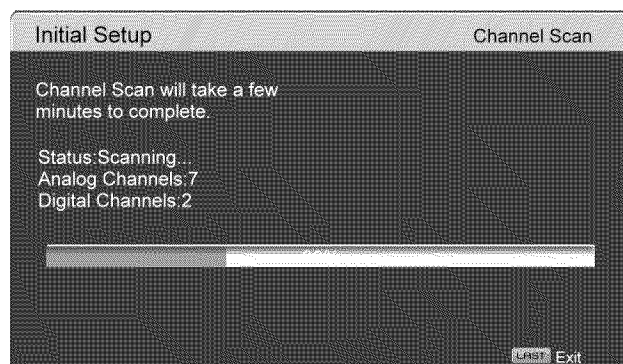 Initial Setup
Channel Scan
Channel Scan will take a few
minutes to complete.
Status:Scanning...
Analog Channels:7
Digital Channels:2
LAST Exit